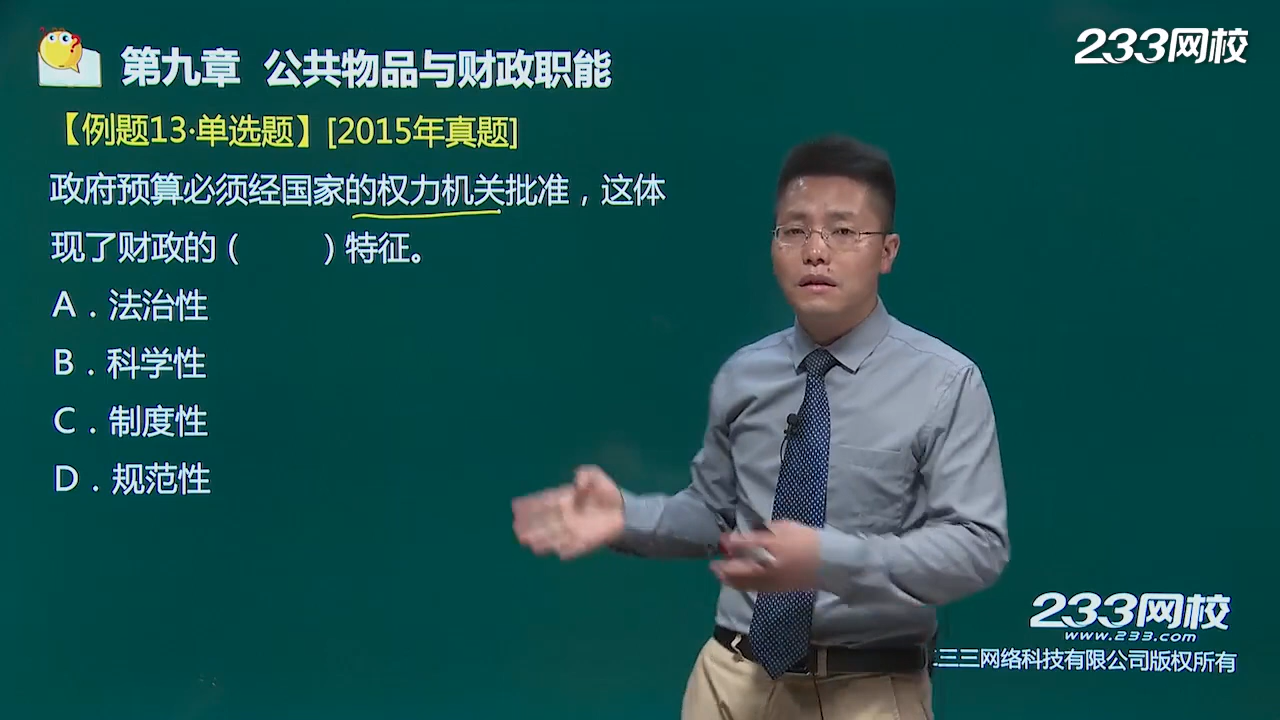 233网校
第九章 公共物品与财政职能
【例题13·单选题】[2015年真题]
政府预算必须经国家的权力机关批准，这体
现了财政的（ ）特征。
A．法治性
B．科学性
C．制度性
D．规范性
233网校
www.233.com
二三三网络科技有限公司版权所有